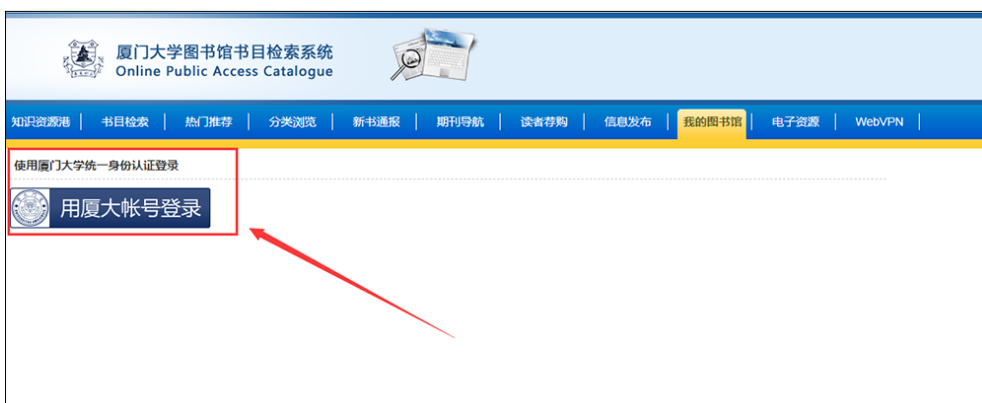 厦门大学图书馆书目检索系统
Online Public Access Catalogue
知识资源港 书目检索 热门推荐 分类浏览 新书通报 期刊导航 读者荐购 信息发布 我的图书馆 电子资源 WebVPN
使用厦门大学统一身份认证登录
用厦大帐号登录